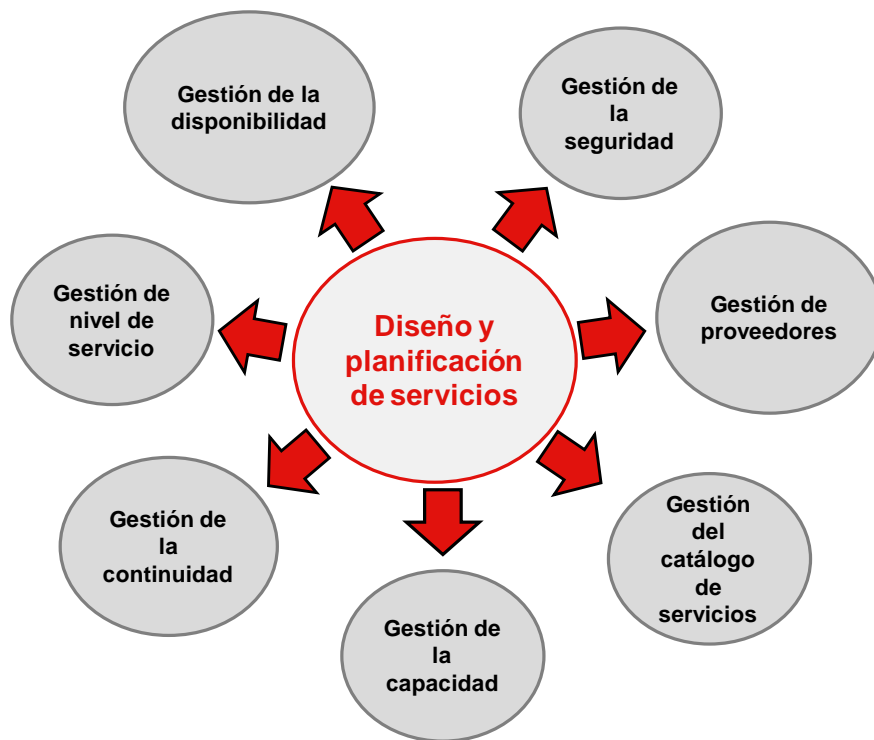 Gestión de la
disponibilidad
Gestión de
la
seguridad
Gestión de
nivel de
servicio
Diseño y
planificación
de servicios
Gestión de
proveedores
Gestión de
la
continuidad
Gestión de
la
capacidad
Gestión
del
catálogo
de
servicios